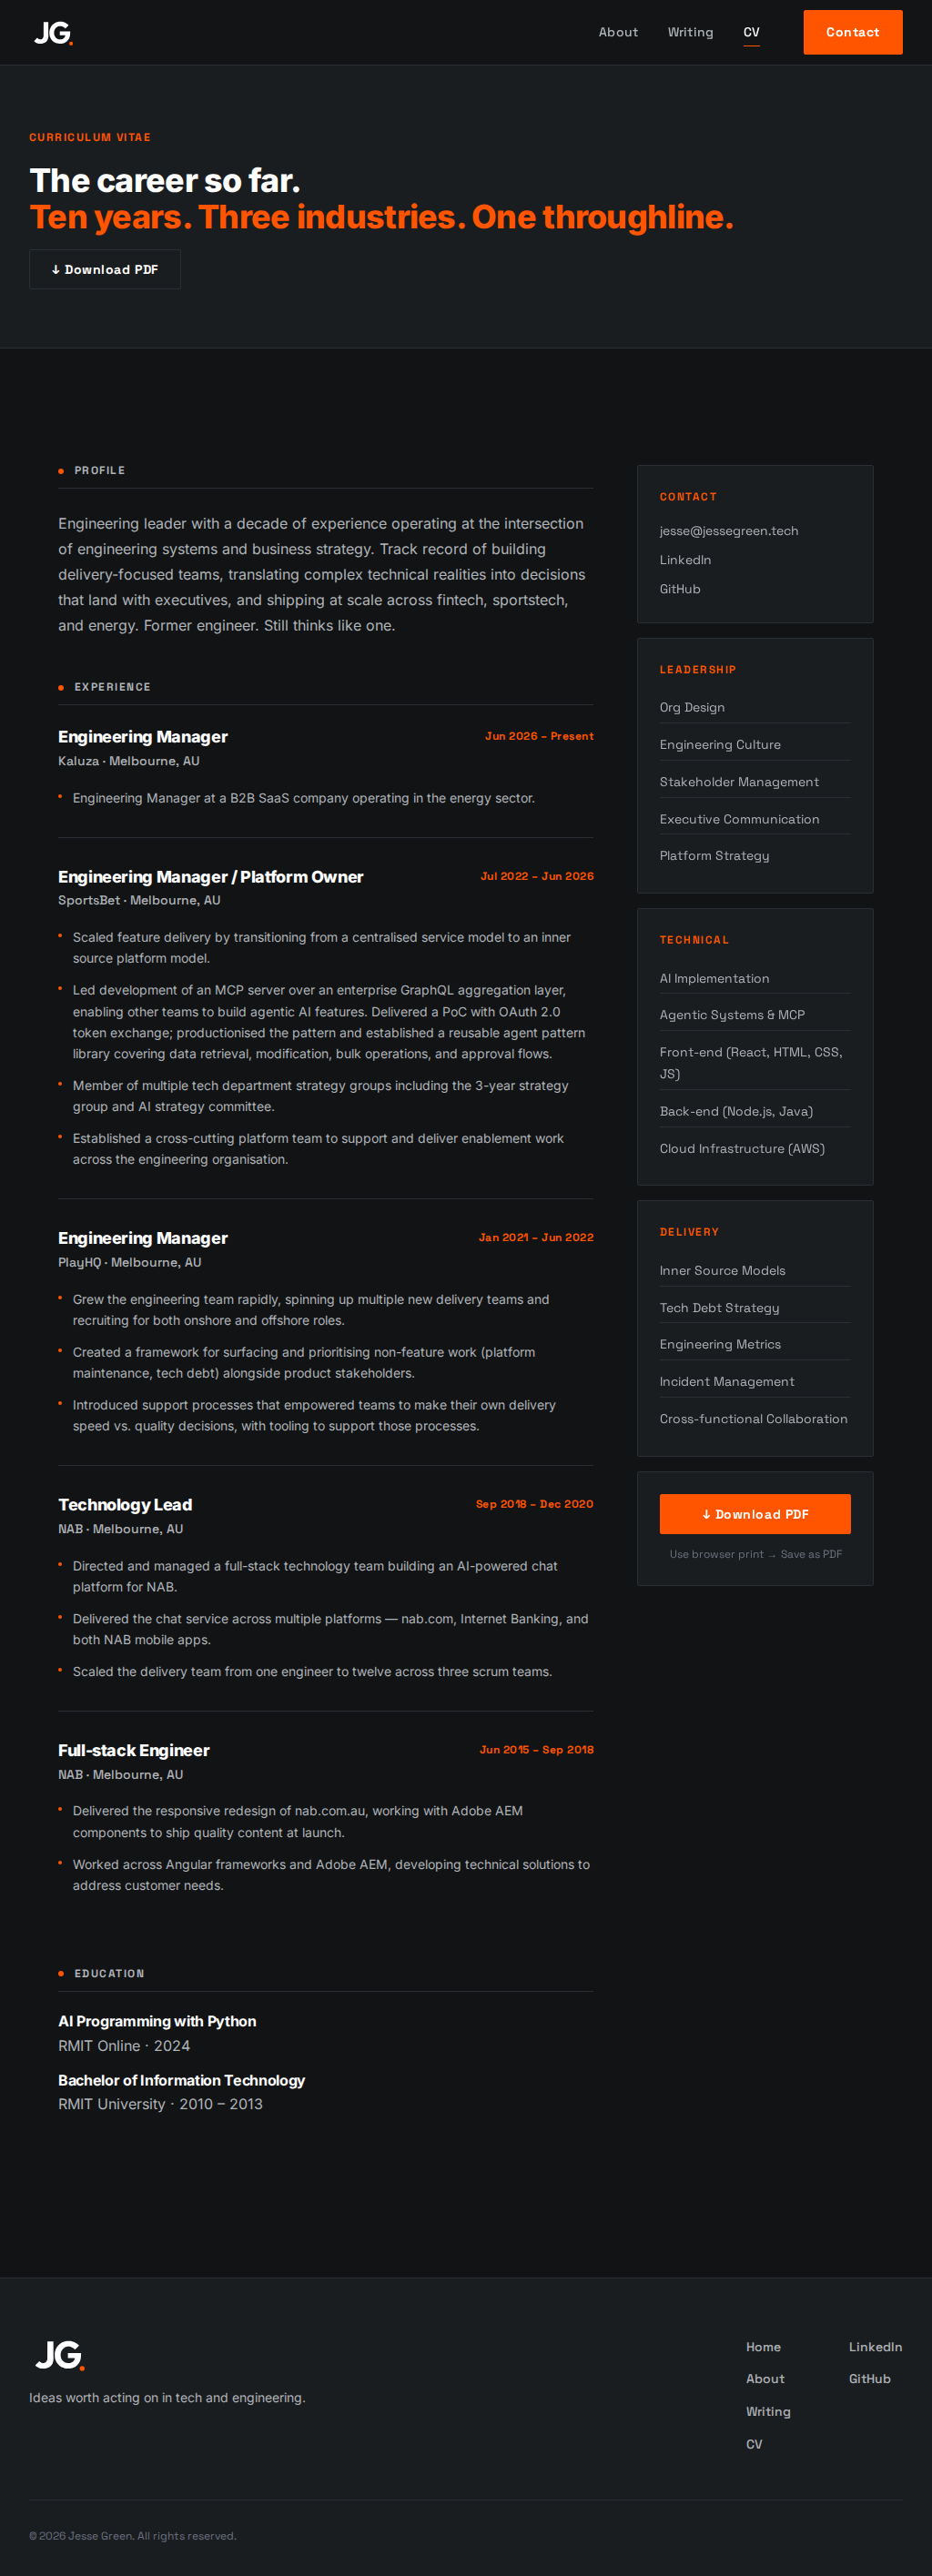 JG.
About
Writing
CV
Contact
CURRICULUM VITAE
The career so far.
Ten years. Three industries. One throughline.
↓ Download PDF
PROFILE
Engineering leader with a decade of experience operating at the intersection
of engineering systems and business strategy. Track record of building
delivery-focused teams, translating complex technical realities into decisions
that land with executives, and shipping at scale across fintech, sportstech,
and energy. Former engineer. Still thinks like one.
EXPERIENCE
Engineering Manager
Jun 2026 – Present
Kaluza · Melbourne, AU
Engineering Manager at a B2B SaaS company operating in the energy sector.
Engineering Manager / Platform Owner
Jul 2022 – Jun 2026
SportsBet · Melbourne, AU
Scaled feature delivery by transitioning from a centralised service model to an inner
source platform model.
Led development of an MCP server over an enterprise GraphQL aggregation layer,
enabling other teams to build agentic AI features. Delivered a PoC with OAuth 2.0
token exchange; productionised the pattern and established a reusable agent pattern
library covering data retrieval, modification, bulk operations, and approval flows.
Member of multiple tech department strategy groups including the 3-year strategy
group and AI strategy committee.
Established a cross-cutting platform team to support and deliver enablement work
across the engineering organisation.
Engineering Manager
Jan 2021 – Jun 2022
PlayHQ · Melbourne, AU
Grew the engineering team rapidly, spinning up multiple new delivery teams and
recruiting for both onshore and offshore roles.
Created a framework for surfacing and prioritising non-feature work (platform
maintenance, tech debt) alongside product stakeholders.
Introduced support processes that empowered teams to make their own delivery
speed vs. quality decisions, with tooling to support those processes.
Technology Lead
Sep 2018 – Dec 2020
NAB · Melbourne, AU
Directed and managed a full-stack technology team building an AI-powered chat
platform for NAB.
Delivered the chat service across multiple platforms — nab.com, Internet Banking, and
both NAB mobile apps.
Scaled the delivery team from one engineer to twelve across three scrum teams.
Full-stack Engineer
Jun 2015 – Sep 2018
NAB · Melbourne, AU
Delivered the responsive redesign of nab.com.au, working with Adobe AEM
components to ship quality content at launch.
Worked across Angular frameworks and Adobe AEM, developing technical solutions to
address customer needs.
EDUCATION
AI Programming with Python
RMIT Online · 2024
Bachelor of Information Technology
RMIT University · 2010 – 2013
CONTACT
jesse@jessegreen.tech
LinkedIn
GitHub
LEADERSHIP
Org Design
Engineering Culture
Stakeholder Management
Executive Communication
Platform Strategy
TECHNICAL
AI Implementation
Agentic Systems & MCP
Front-end (React, HTML, CSS,
JS)
Back-end (Node.js, Java)
Cloud Infrastructure (AWS)
DELIVERY
Inner Source Models
Tech Debt Strategy
Engineering Metrics
Incident Management
Cross-functional Collaboration
↓ Download PDF
Use browser print → Save as PDF
JG.
Ideas worth acting on in tech and engineering.
Home
About
Writing
CV
LinkedIn
GitHub
© 2026 Jesse Green. All rights reserved.